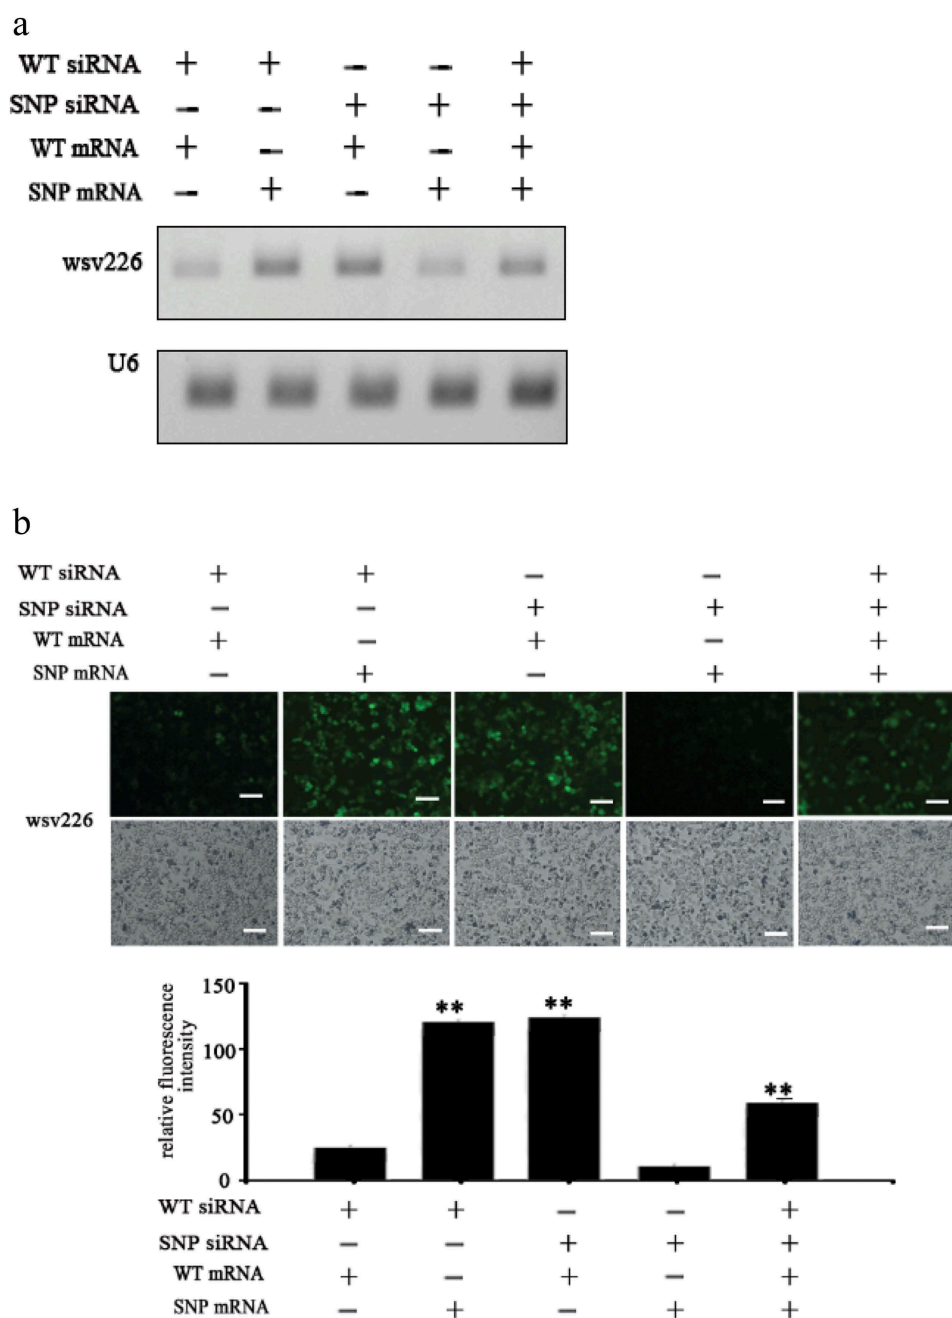 a
WT siRNA + + – – +
SNP siRNA – – + + +
WT mRNA + – + – +
SNP mRNA – + – + +
wsv226
U6
b
WT siRNA + + – – +
SNP siRNA – – + + +
WT mRNA + – + – +
SNP mRNA – + – + +
wsv226
relative fluorescence
intensity
150
100
50
0
** ** **
WT siRNA + + – – +
SNP siRNA – – + + +
WT mRNA + – + – +
SNP mRNA – + – + +